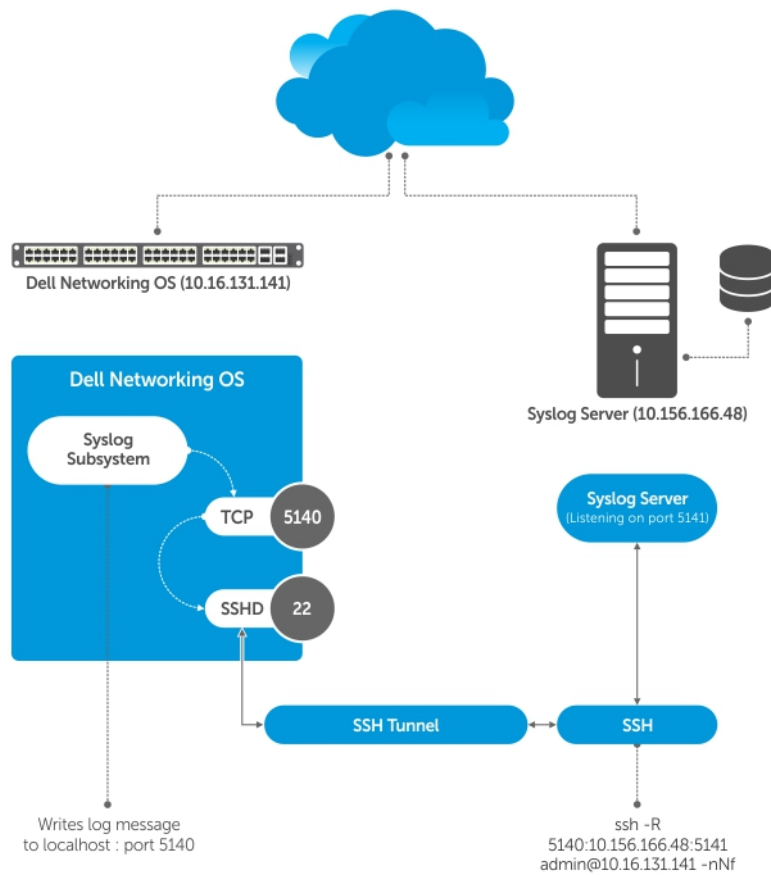 Dell Networking OS (10.16.131.141)
Syslog Server (10.156.166.48)
Dell Networking OS
Syslog
Subsystem
TCP
5140
SSHD
22
Syslog Server
(Listening on port 5141)
SSH Tunnel
SSH
Writes log message
to localhost : port 5140
ssh -R
5140:10.156.166.48:5141
admin@10.16.131.141 -nNf